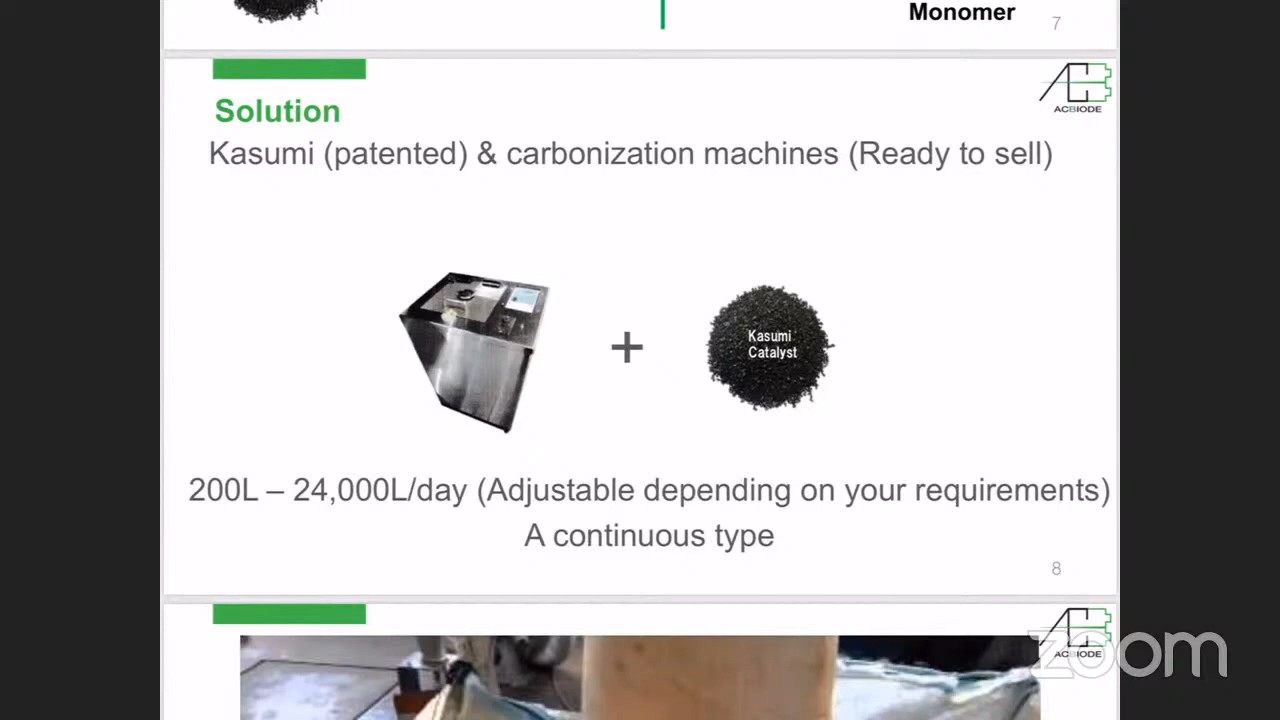 Monomer
7
ACBIODE
Solution
Kasumi (patented) & carbonization machines (Ready to sell)
+
Kasumi
Catalyst
200L – 24,000L/day (Adjustable depending on your requirements)
A continuous type
8
ACBIODE
zoom